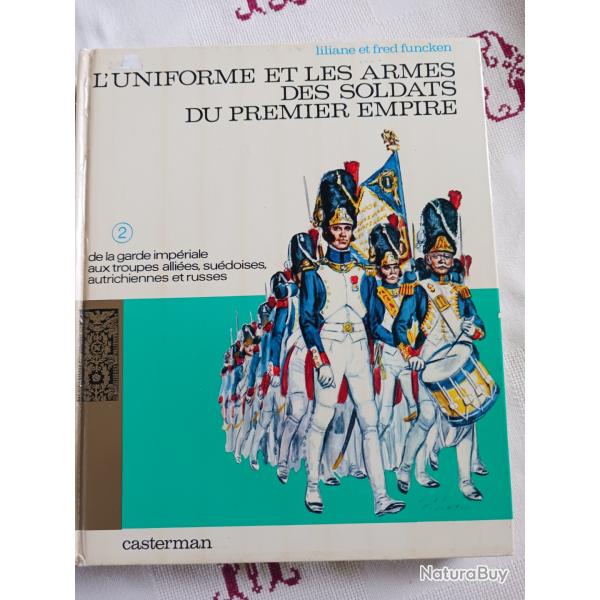 liliane et fred funcken
L'UNIFORME ET LES ARMES
DES SOLDATS
DU PREMIER EMPIRE
2
de la garde impériale
aux troupes alliées, suédoises,
autrichiennes et russes
casterman
NaturaBuy